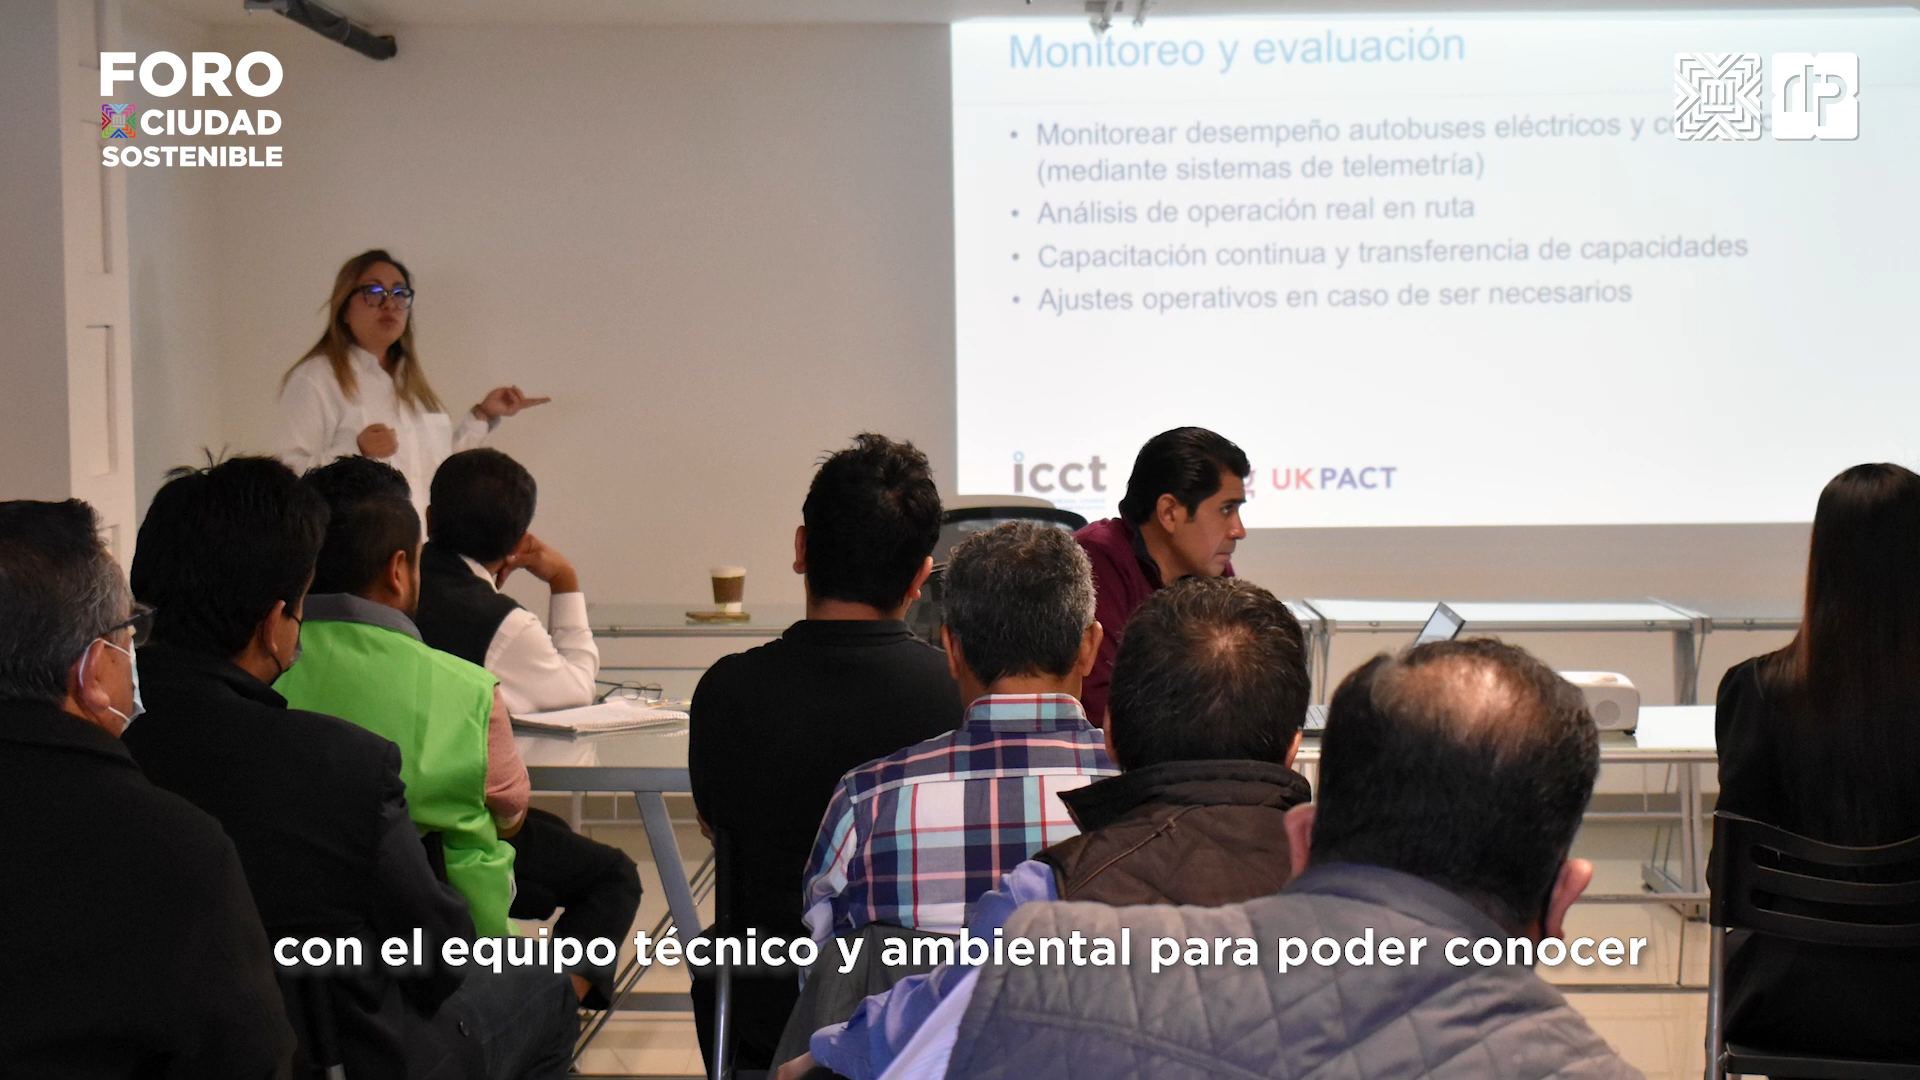 FORO
CIUDAD
SOSTENIBLE
Monitoreo y evaluación
• Monitorear desempeño autobuses eléctricos y
(mediante sistemas de telemetría)
• Análisis de operación real en ruta
• Capacitación continua y transferencia de capacidades
• Ajustes operativos en caso de ser necesarios
icct
UKPACT
con el equipo técnico y ambiental para poder conocer